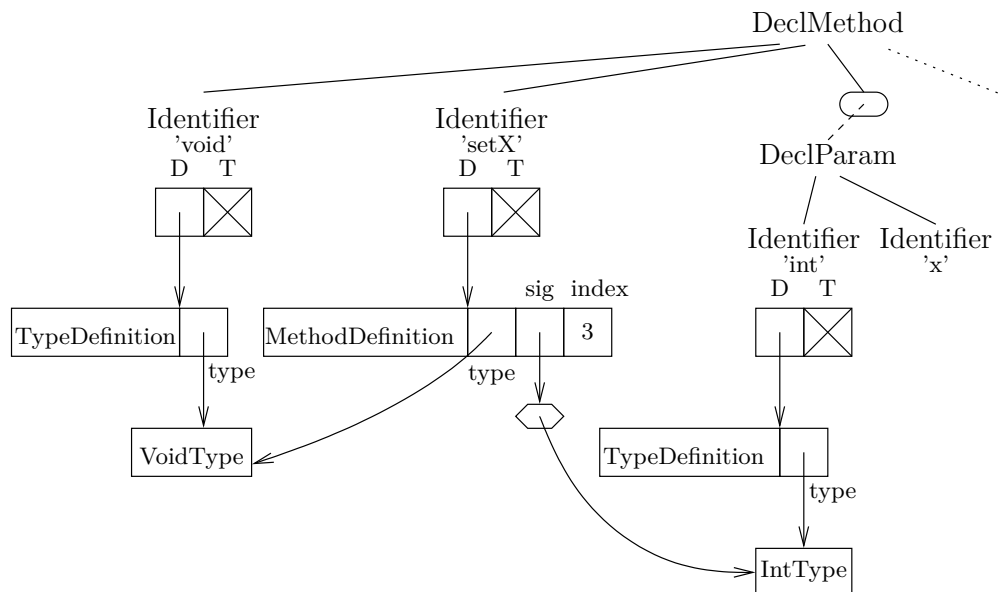 DeclMethod
Identifier Identifier
'void' 'setX'
D T D T
DeclParam
Identifier Identifier
'int' 'x'
sig index D T
TypeDefinition MethodDefinition 3
type type
VoidType TypeDefinition
type
IntType